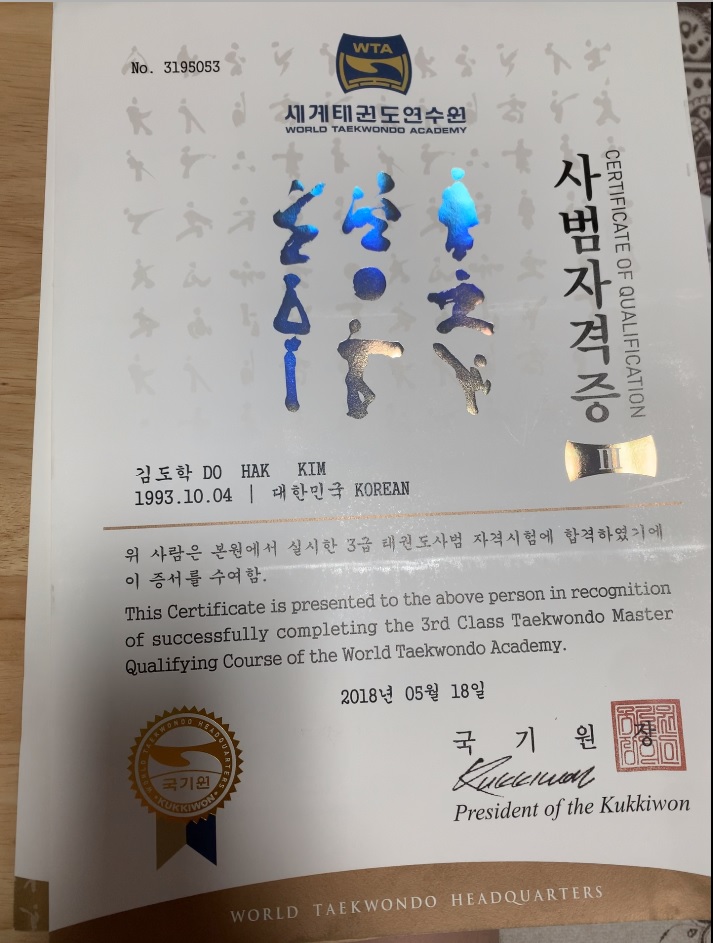 No. 3195053
WTA
세계태권도연수원
WORLD TAEKWONDO ACADEMY
사범자격증
CERTIFICATE OF QUALIFICATION
III
김도학 DO HAK KIM
1993.10.04 | 대한민국 KOREAN
위 사람은 본원에서 실시한 3급 태권도사범 자격시험에 합격하였기에
이 증서를 수여함.
This Certificate is presented to the above person in recognition
of successfully completing the 3rd Class Taekwondo Master
Qualifying Course of the World Taekwondo Academy.
2018년 05월 18일
국 기 원 장
Kukkiwon
President of the Kukkiwon
WORLD TAEKWONDO HEADQUARTERS
국기원
KUKKIWON
WORLD TAEKWONDO HEADQUARTERS